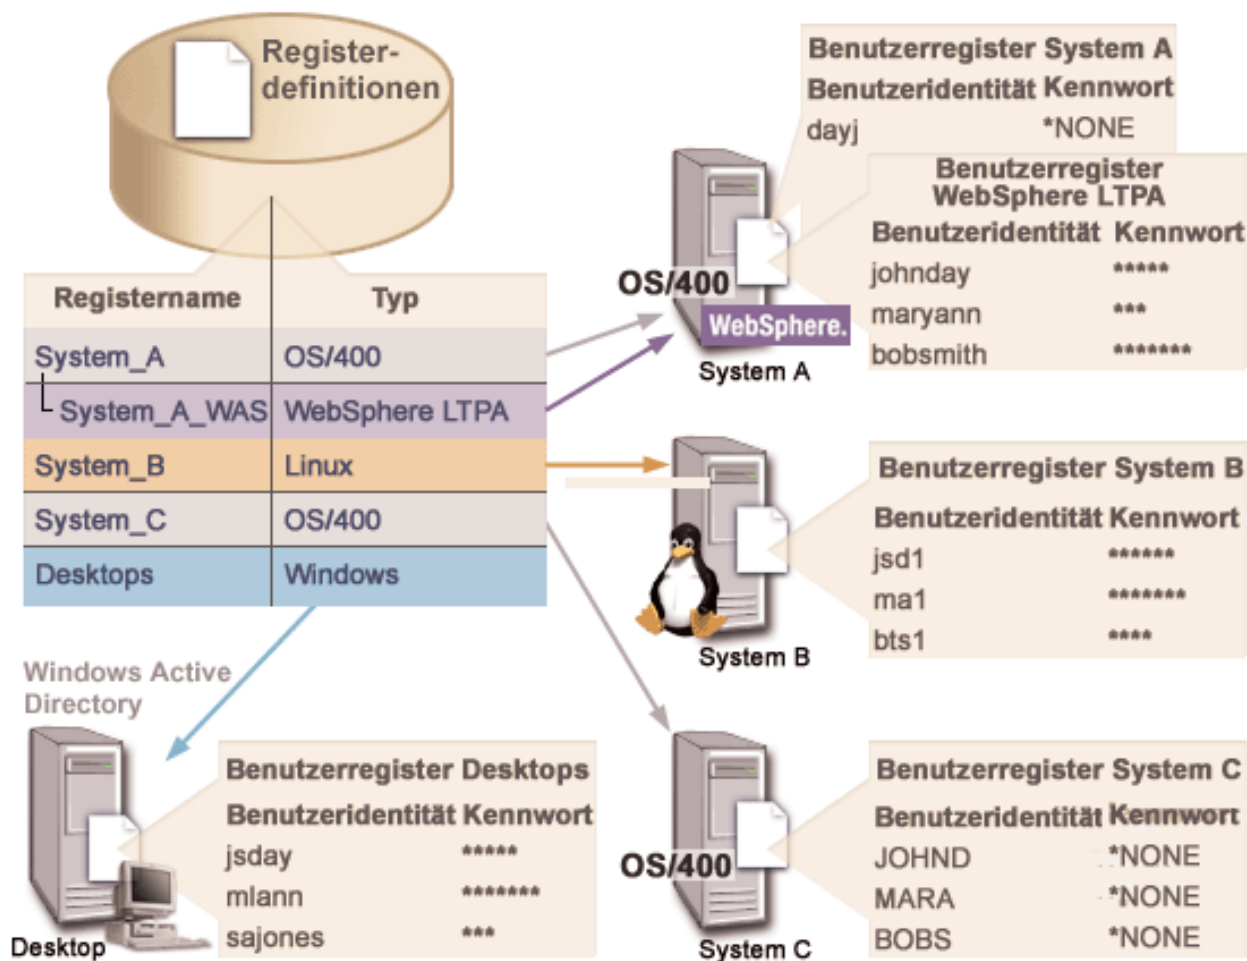 Register-
definitionen
Registername Typ
System_A OS/400
System_A_WAS WebSphere LTPA
System_B Linux
System_C OS/400
Desktops Windows
Benutzerregister System A
Benutzeridentität Kennwort
dayj *NONE
Benutzerregister
WebSphere LTPA
Benutzeridentität Kennwort
johnday *****
maryann ***
bobsmith *******
OS/400
WebSphere.
System A
Benutzerregister System B
Benutzeridentität Kennwort
jsd1 ******
ma1 *******
bts1 ****
System B
Windows Active
Directory
Benutzerregister Desktops
Benutzeridentität Kennwort
jsday *****
mlann *******
sajones ***
Desktop
Benutzerregister System C
Benutzeridentität Kennwort
JOHND *NONE
MARA *NONE
BOBS *NONE
OS/400
System C